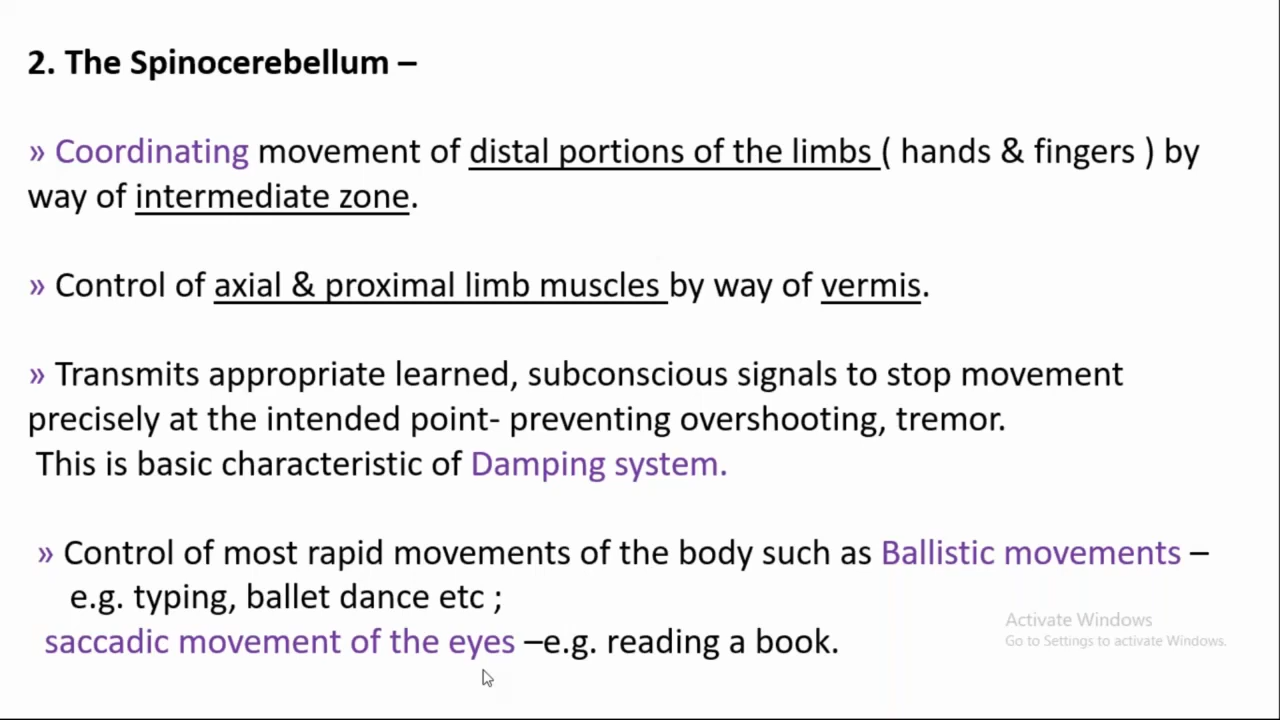 2. The Spinocerebellum –
» Coordinating movement of distal portions of the limbs ( hands & fingers ) by
way of intermediate zone.
» Control of axial & proximal limb muscles by way of vermis.
» Transmits appropriate learned, subconscious signals to stop movement
precisely at the intended point- preventing overshooting, tremor.
This is basic characteristic of Damping system.
» Control of most rapid movements of the body such as Ballistic movements –
e.g. typing, ballet dance etc ;
saccadic movement of the eyes –e.g. reading a book.
Activate Windows
Go to Settings to activate Windows.